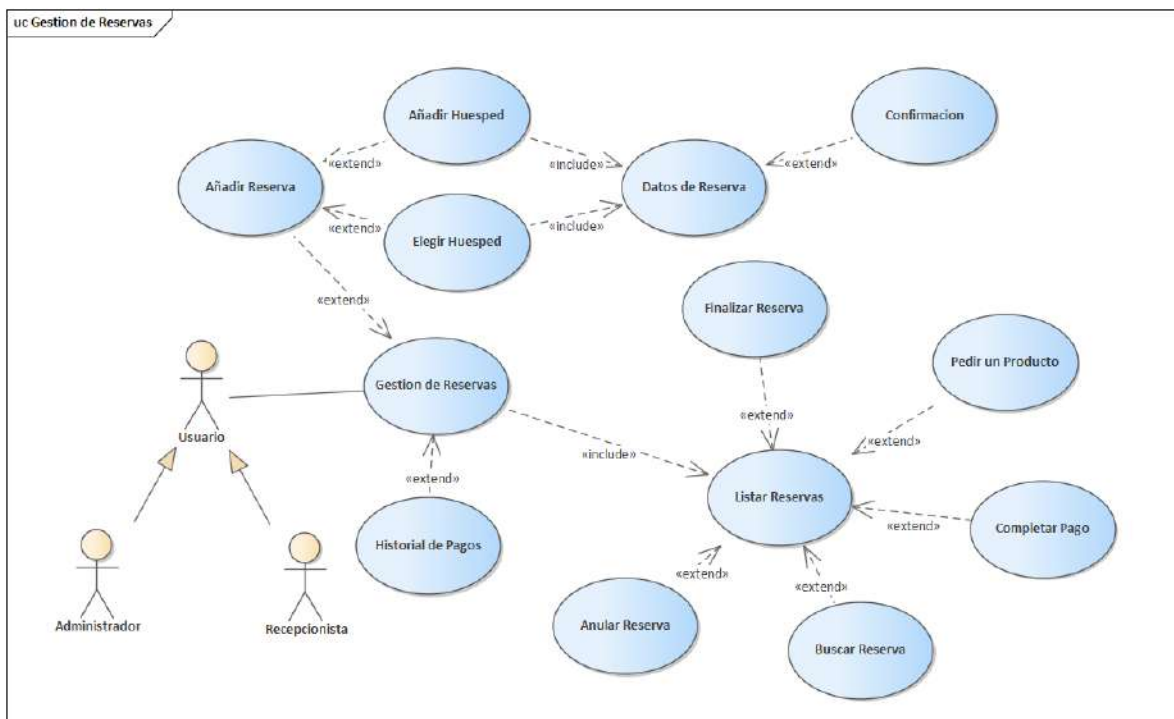 uc Gestion de Reservas
Añadir Huesped
Confirmacion
«extend»
«include»
«extend»
Añadir Reserva
Datos de Reserva
«extend»
«include»
Elegir Huesped
«extend»
Finalizar Reserva
Pedir un Producto
Gestion de Reservas
Usuario
«extend»
«extend»
«include»
«extend»
Listar Reservas
Historial de Pagos
«extend»
Completar Pago
«extend»
«extend»
Administrador
Recepcionista
Anular Reserva
Buscar Reserva